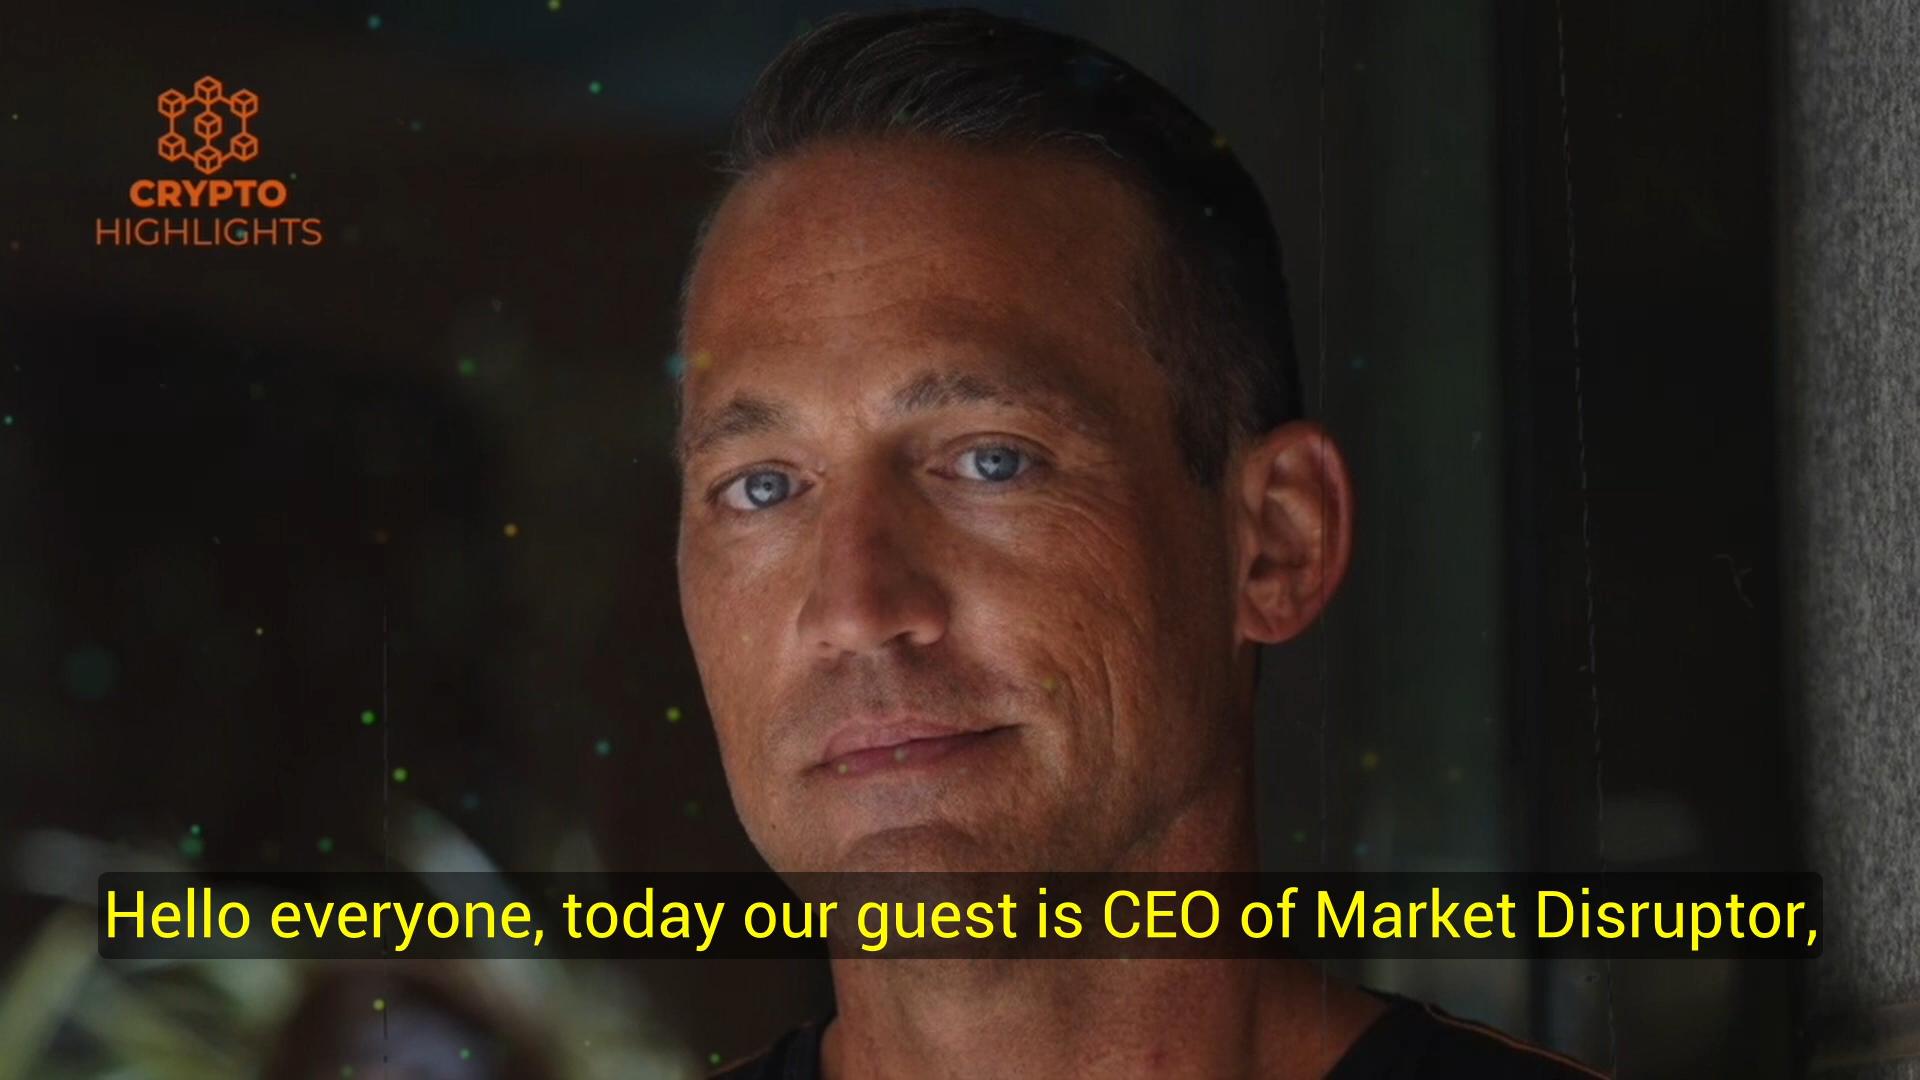 CRYPTO
HIGHLIGHTS
Hello everyone, today our guest is CEO of Market Disruptor,